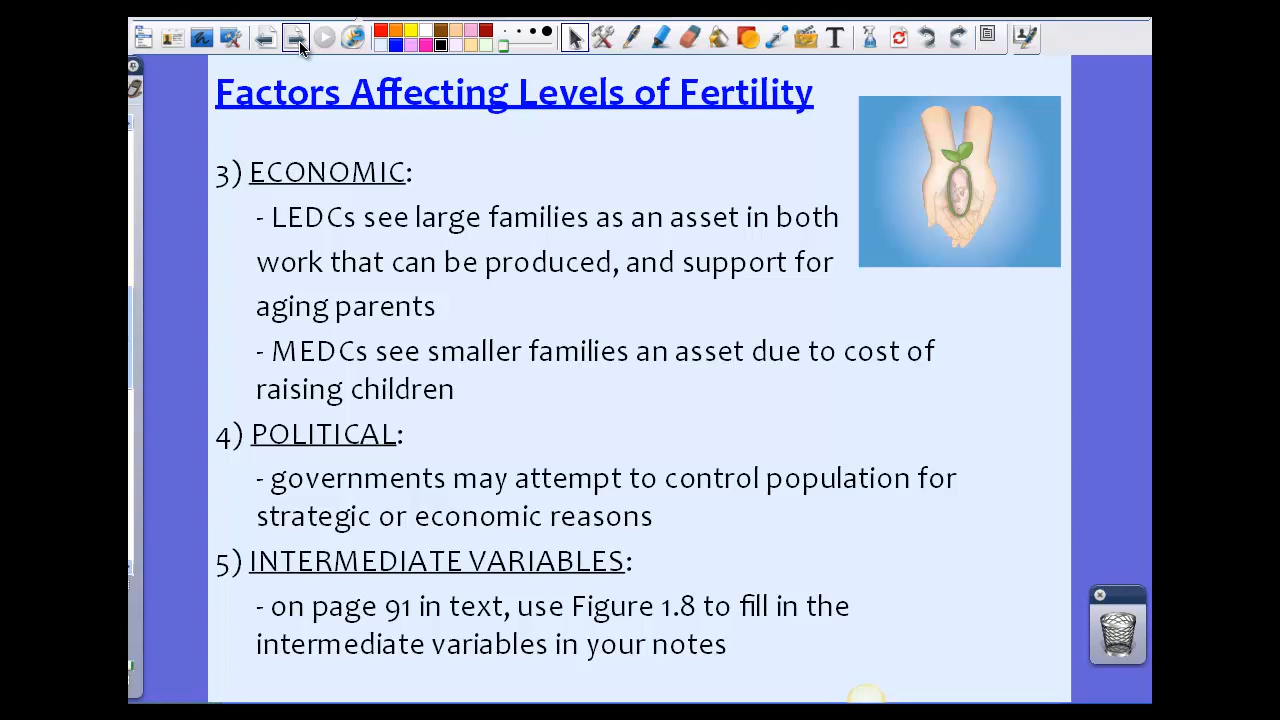 Factors Affecting Levels of Fertility
3) ECONOMIC:
- LEDCs see large families as an asset in both
work that can be produced, and support for
aging parents
- MEDCs see smaller families an asset due to cost of
raising children
4) POLITICAL:
- governments may attempt to control population for
strategic or economic reasons
5) INTERMEDIATE VARIABLES:
- on page 91 in text, use Figure 1.8 to fill in the
intermediate variables in your notes